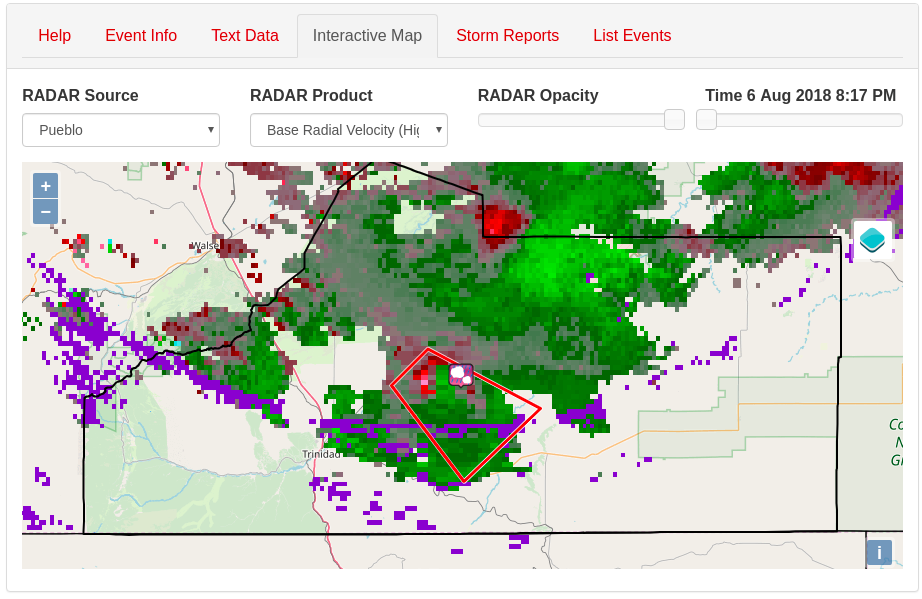 Help Event Info Text Data Interactive Map Storm Reports List Events
RADAR Source RADAR Product RADAR Opacity Time 6 Aug 2018 8:17 PM
Pueblo Base Radial Velocity (Hig
+
−
Walse
Trinidad
Co
N
Gr
i